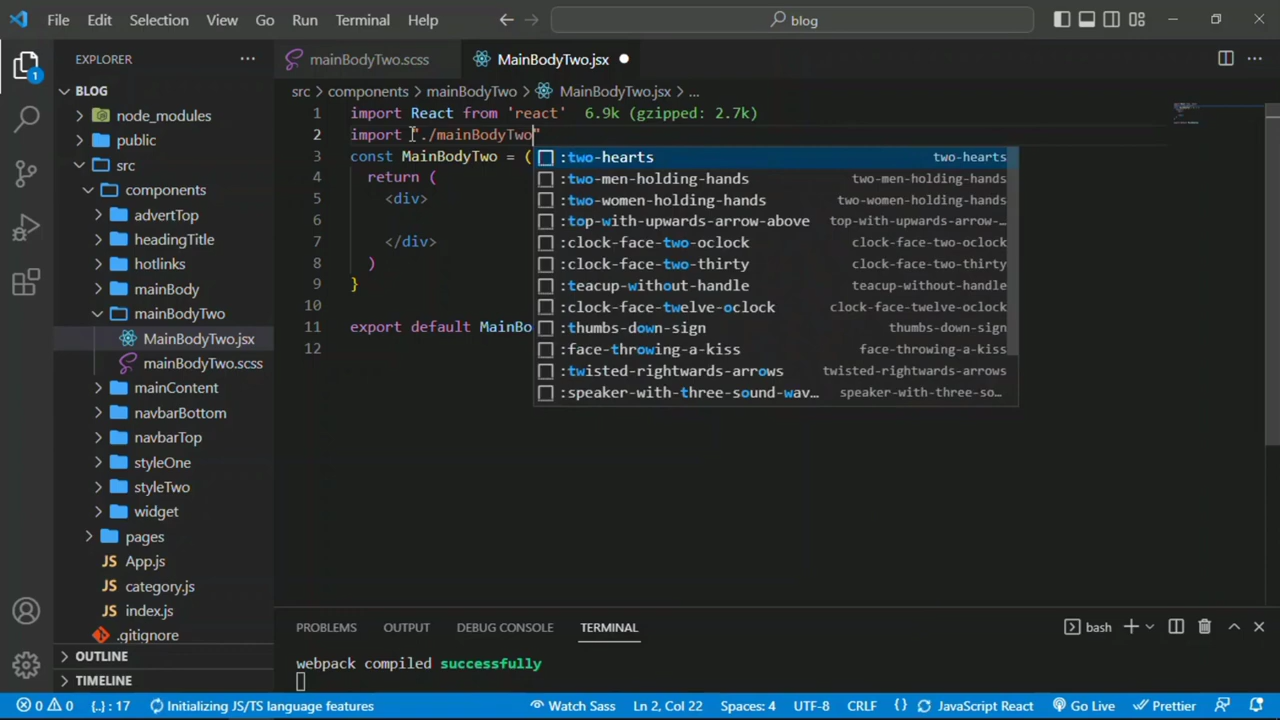 File Edit Selection View Go Run Terminal Help
blog
EXPLORER
mainBodyTwo.scss
MainBodyTwo.jsx
1
BLOG
src > components > mainBodyTwo > MainBodyTwo.jsx > ...
node_modules
public
src
components
advertTop
headingTitle
hotlinks
mainBody
mainBodyTwo
MainBodyTwo.jsx
mainBodyTwo.scss
mainContent
navbarBottom
navbarTop
styleOne
styleTwo
widget
pages
JS App.js
JS category.js
JS index.js
.gitignore
OUTLINE
TIMELINE
1 import React from 'react' 6.9k (gzipped: 2.7k)
2 import "./mainBodyTwo"
3 const MainBodyTwo = (
4 return (
5 <div>
6
7 </div>
8 )
9 }
10
11 export default MainBo
12
:two-hearts two-hearts
:two-men-holding-hands two-men-holding-hands
:two-women-holding-hands two-women-holding-hands
:top-with-upwards-arrow-above top-with-upwards-arrow-…
:clock-face-two-oclock clock-face-two-oclock
:clock-face-two-thirty clock-face-two-thirty
:teacup-without-handle teacup-without-handle
:clock-face-twelve-oclock clock-face-twelve-oclock
:thumbs-down-sign thumbs-down-sign
:face-throwing-a-kiss face-throwing-a-kiss
:twisted-rightwards-arrows twisted-rightwards-arrows
:speaker-with-three-sound-wav… speaker-with-three-so…
PROBLEMS OUTPUT DEBUG CONSOLE TERMINAL
bash
webpack compiled successfully
0 0 {..} : 17 Initializing JS/TS language features Watch Sass Ln 2, Col 22 Spaces: 4 UTF-8 CRLF {} JavaScript React Go Live Prettier